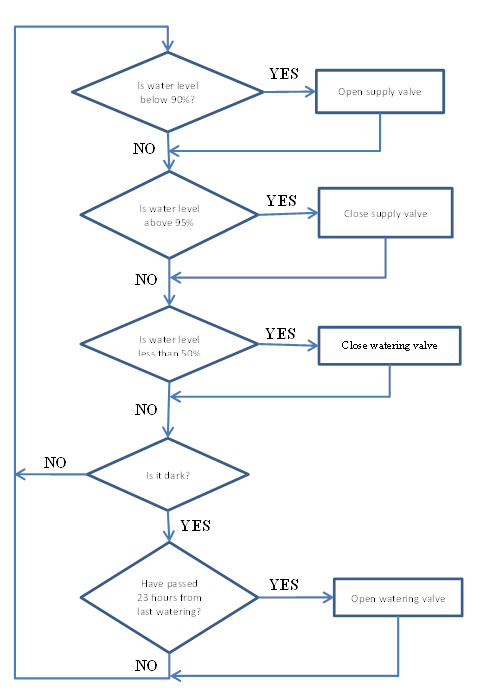 Is water level
below 90%?
YES
Open supply valve
NO
Is water level
above 95%
YES
Close supply valve
NO
Is water level
less than 50%
YES
Close watering valve
NO
Is it dark?
NO
YES
Have passed
23 hours from
last watering?
YES
Open watering valve
NO